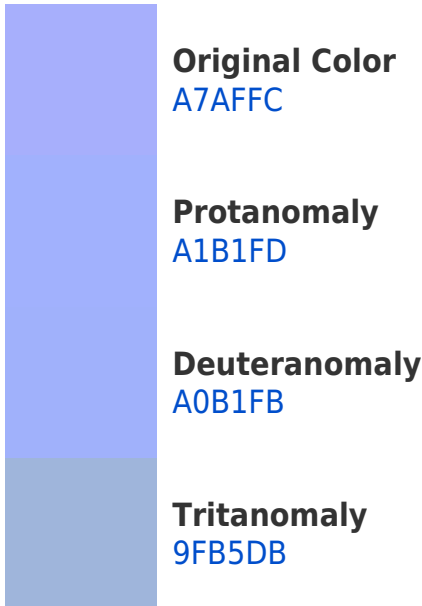 Original Color
A7AFFC
Protanomaly
A1B1FD
Deuteranomaly
A0B1FB
Tritanomaly
9FB5DB